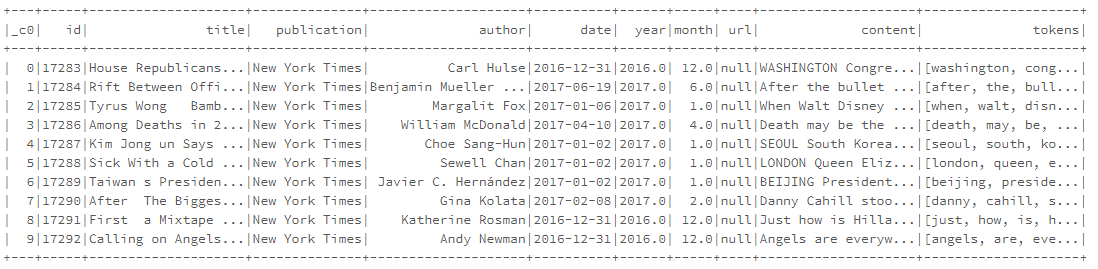 +---+-----+--------------------+--------------+--------------------+----------+------+-----+----+--------------------+--------------------+
|_c0|   id|               title|   publication|              author|      date|  year|month| url|             content|              tokens|
+---+-----+--------------------+--------------+--------------------+----------+------+-----+----+--------------------+--------------------+
|  0|17283|House Republicans...|New York Times|          Carl Hulse|2016-12-31|2016.0| 12.0|null|WASHINGTON Congre...|[washington, cong...|
|  1|17284|Rift Between Offi...|New York Times|Benjamin Mueller ...|2017-06-19|2017.0|  6.0|null|After the bullet ...|[after, the, bull...|
|  2|17285|Tyrus Wong   Bamb...|New York Times|        Margalit Fox|2017-01-06|2017.0|  1.0|null|When Walt Disney ...|[when, walt, disn...|
|  3|17286|Among Deaths in 2...|New York Times|    William McDonald|2017-04-10|2017.0|  4.0|null|Death may be the ...|[death, may, be, ...|
|  4|17287|Kim Jong un Says ...|New York Times|       Choe Sang-Hun|2017-01-02|2017.0|  1.0|null|SEOUL South Korea...|[seoul, south, ko...|
|  5|17288|Sick With a Cold ...|New York Times|         Sewell Chan|2017-01-02|2017.0|  1.0|null|LONDON Queen Eliz...|[london, queen, e...|
|  6|17289|Taiwan s Presiden...|New York Times| Javier C. Hernández|2017-01-02|2017.0|  1.0|null|BEIJING President...|[beijing, preside...|
|  7|17290|After  The Bigges...|New York Times|         Gina Kolata|2017-02-08|2017.0|  2.0|null|Danny Cahill stoo...|[danny, cahill, s...|
|  8|17291|First  a Mixtape ...|New York Times|    Katherine Rosman|2016-12-31|2016.0| 12.0|null|Just how is Hilla...|[just, how, is, h...|
|  9|17292|Calling on Angels...|New York Times|         Andy Newman|2016-12-31|2016.0| 12.0|null|Angels are everyw...|[angels, are, eve...|
+---+-----+--------------------+--------------+--------------------+----------+------+-----+----+--------------------+--------------------+